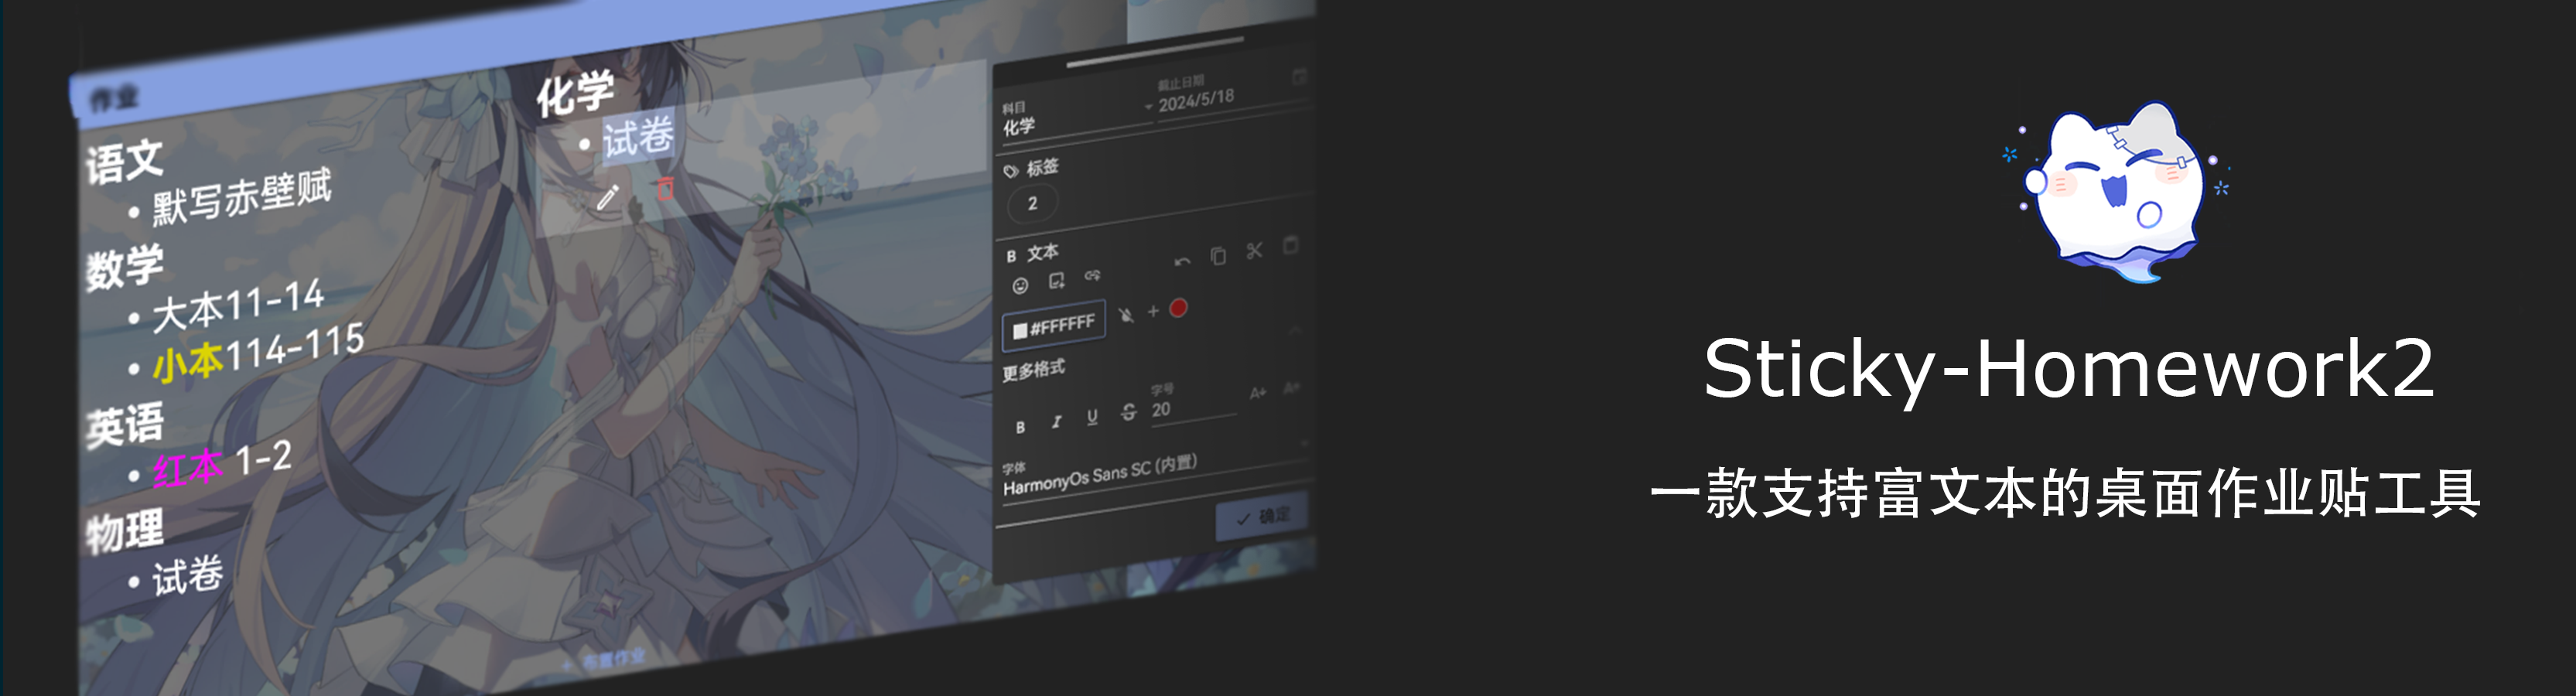 作业
语文
• 默写赤壁赋
数学
• 大本11-14
• 小本114-115
英语
• 红本 1-2
物理
• 试卷
化学
• 试卷
+ 布置作业
科目
化学
截止日期
2024/5/18
标签
2
B 文本
#FFFFFF
更多格式
B I U S
字号
20
A+ A+
字体
HarmonyOs Sans SC (内置)
确定
Sticky-Homework2
一款支持富文本的桌面作业贴工具